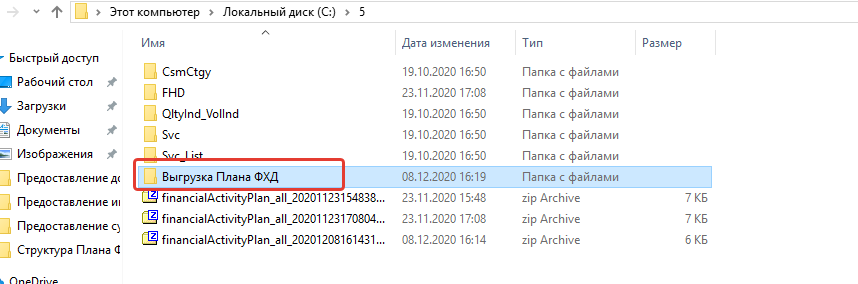 Этот компьютер > Локальный диск (C:) > 5
Имя Дата изменения Тип Размер
Быстрый доступ
Рабочий стол
Загрузки
Документы
Изображения
Предоставление до
Предоставление ин
Предоставление су
Структура Плана Ф
OneDrive
CsmCtgy 19.10.2020 16:50 Папка с файлами
FHD 23.11.2020 17:08 Папка с файлами
QltyInd_VolInd 19.10.2020 16:50 Папка с файлами
Svc 19.10.2020 16:50 Папка с файлами
Svc_List 19.10.2020 16:50 Папка с файлами
Выгрузка Плана ФХД 08.12.2020 16:19 Папка с файлами
financialActivityPlan_all_20201123154838... 23.11.2020 15:48 zip Archive 7 КБ
financialActivityPlan_all_20201123170804... 23.11.2020 17:08 zip Archive 7 КБ
financialActivityPlan_all_20201208161431... 08.12.2020 16:14 zip Archive 6 КБ